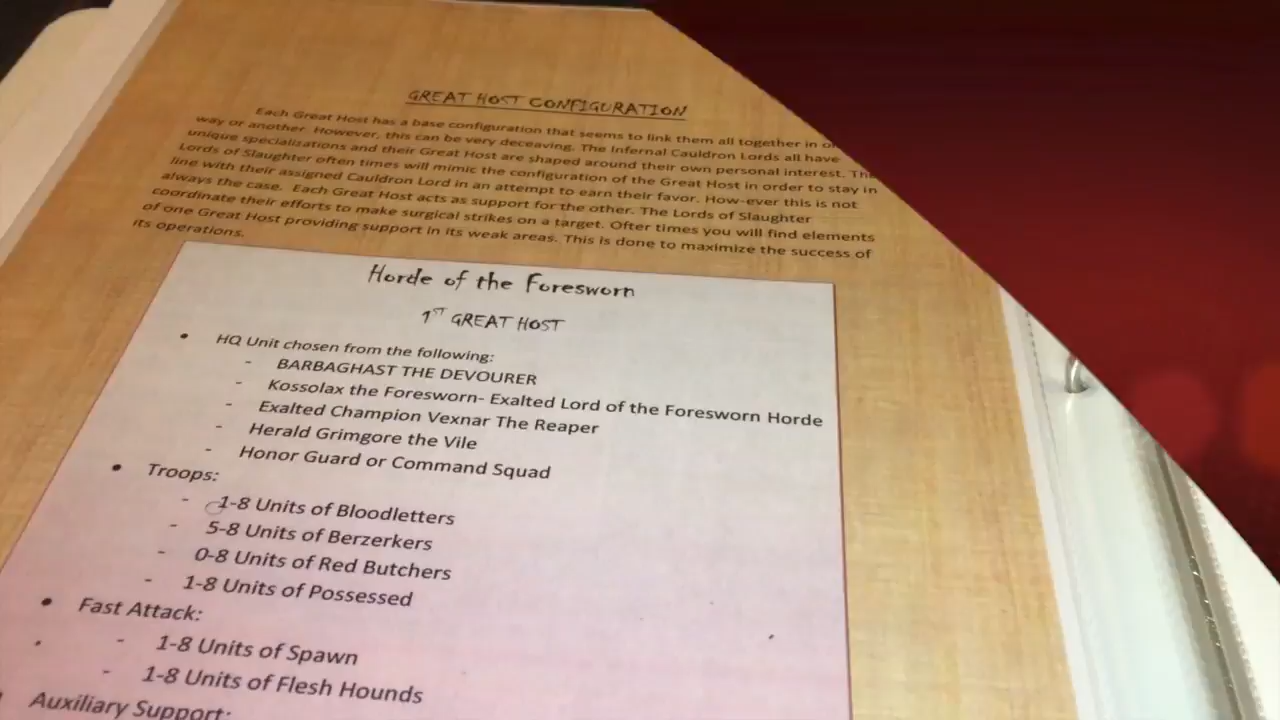 GREAT HOST CONFIGURATION
Each Great Host has a base configuration that seems to link them all together in
way or another. However, this can be very deceaving. The Infernal Cauldron Lords all have
unique specializations and their Great Host are shaped around their own personal interest. The
Lords of Slaughter often times will mimic the configuration of the Great Host in order to stay in
line with their assigned Cauldron Lord in an attempt to earn their favor. How-ever this is not
always the case. Each Great Host acts as support for the other. The Lords of Slaughter
coordinate their efforts to make surgical strikes on a target. Ofter times you will find elements
of one Great Host providing support in its weak areas. This is done to maximize the success of
its operations.
Horde of the Foresworn
1ST GREAT HOST
• HQ Unit chosen from the following:
- BARBAGHAST THE DEVOURER
- Kossolax the Foresworn- Exalted Lord of the Foresworn Horde
- Exalted Champion Vexnar The Reaper
- Herald Grimgore the Vile
- Honor Guard or Command Squad
• Troops:
- 1-8 Units of Bloodletters
- 5-8 Units of Berzerkers
- 0-8 Units of Red Butchers
- 1-8 Units of Possessed
• Fast Attack:
- 1-8 Units of Spawn
- 1-8 Units of Flesh Hounds
Auxiliary Support: